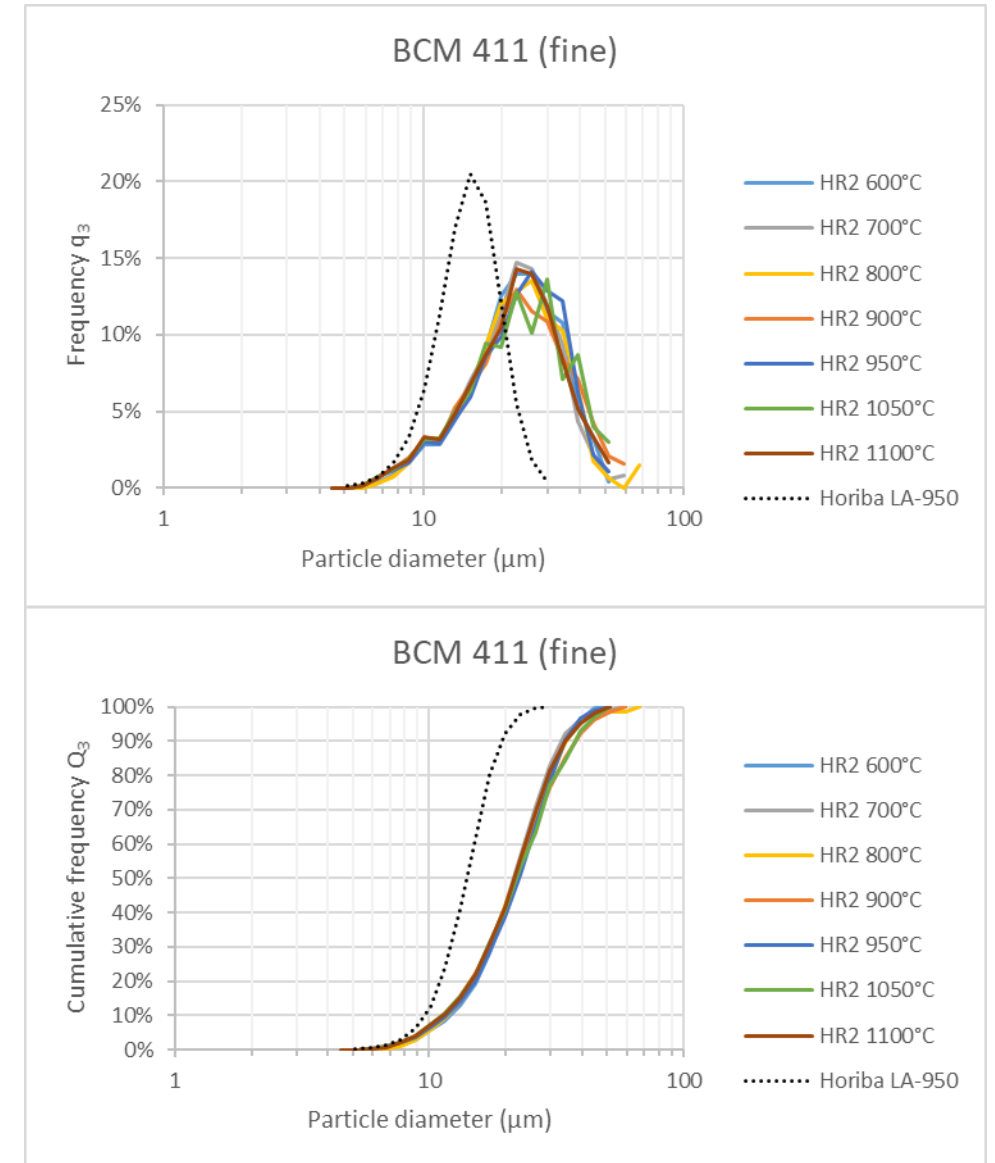 BCM 411 (fine)
25%
20%
15%
10%
5%
0%
Frequency q₃
1
10
100
Particle diameter (µm)
HR2 600°C
HR2 700°C
HR2 800°C
HR2 900°C
HR2 950°C
HR2 1050°C
HR2 1100°C
Horiba LA-950
BCM 411 (fine)
100%
90%
80%
70%
60%
50%
40%
30%
20%
10%
0%
Cumulative frequency Q₃
1
10
100
Particle diameter (µm)
HR2 600°C
HR2 700°C
HR2 800°C
HR2 900°C
HR2 950°C
HR2 1050°C
HR2 1100°C
Horiba LA-950